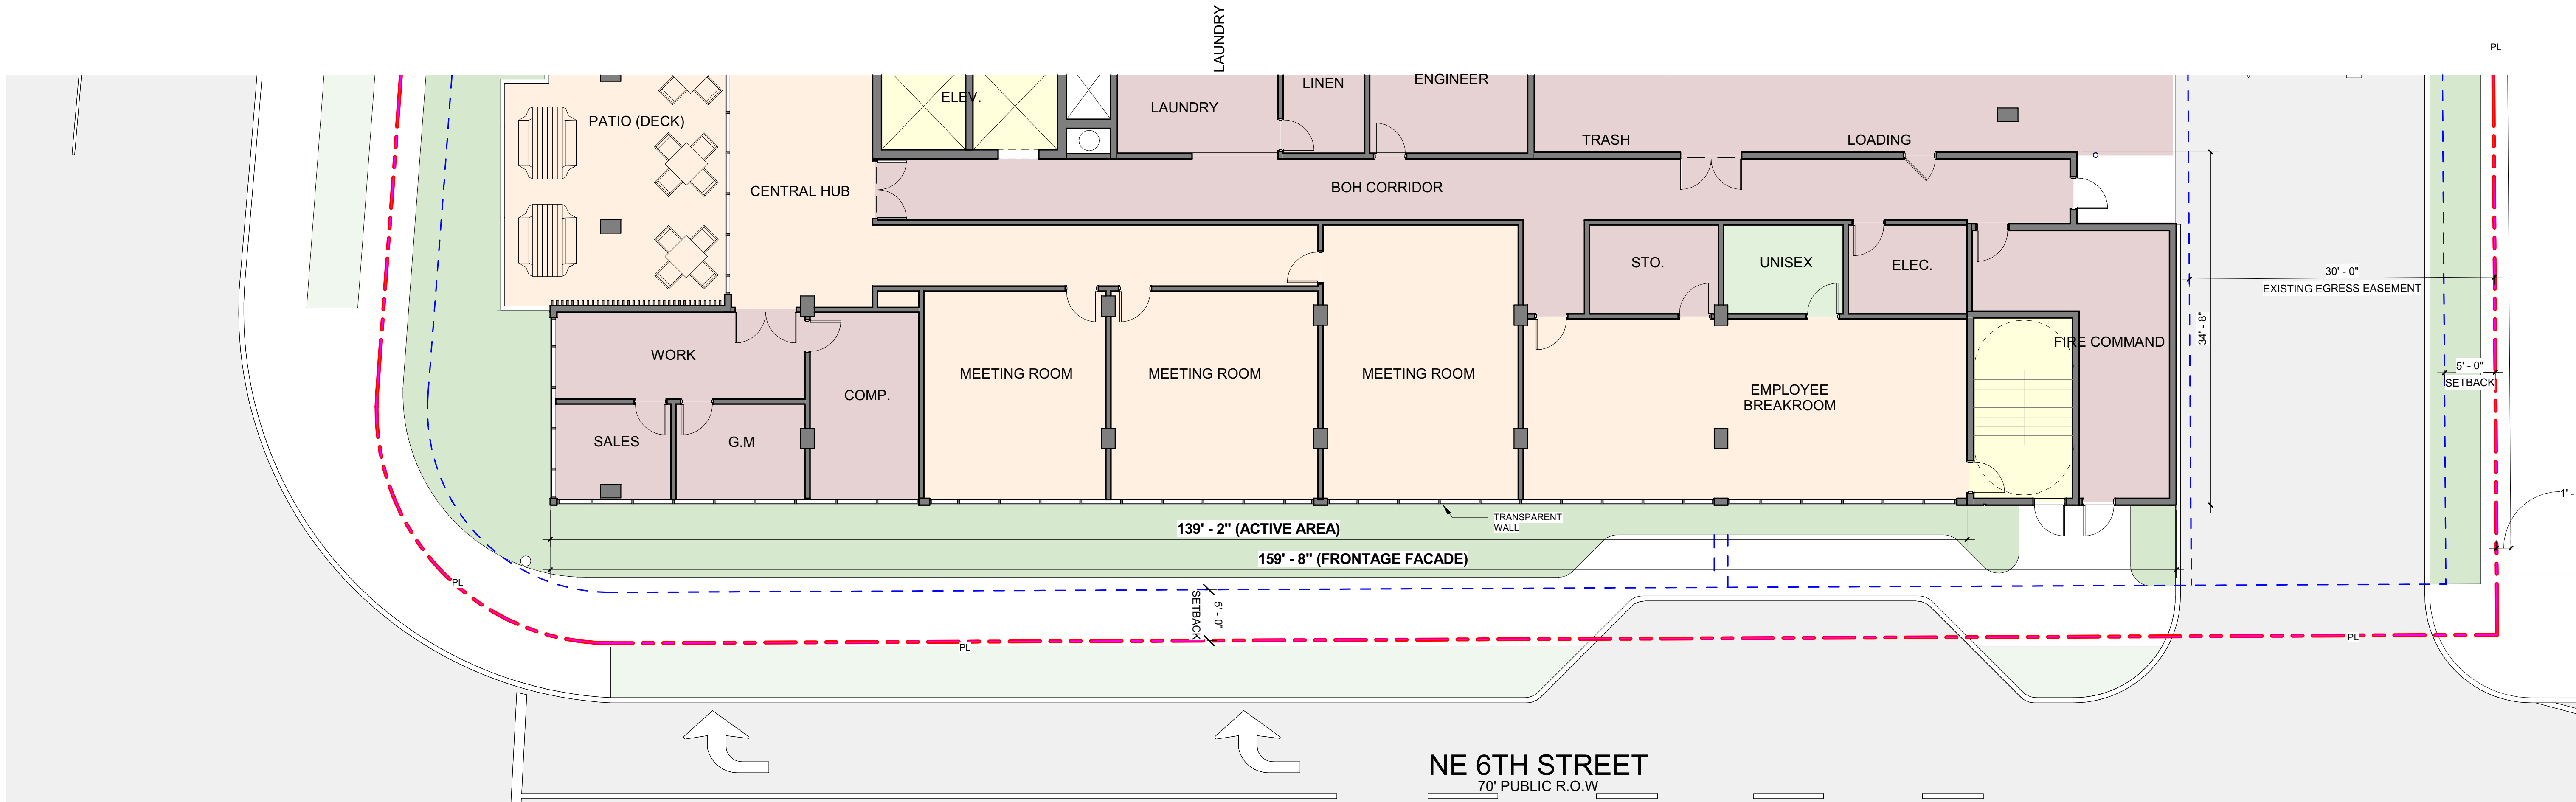 LAUNDRY
PL
ELEV.
LAUNDRY
LINEN
ENGINEER
PATIO (DECK)
TRASH
LOADING
CENTRAL HUB
BOH CORRIDOR
STO.
UNISEX
ELEC.
30' - 0"
EXISTING EGRESS EASEMENT
34' - 8"
FIRE COMMAND
WORK
COMP.
MEETING ROOM
MEETING ROOM
MEETING ROOM
EMPLOYEE
BREAKROOM
5' - 0"
SETBACK
SALES
G.M
1' -
TRANSPARENT
WALL
139' - 2" (ACTIVE AREA)
159' - 8" (FRONTAGE FACADE)
PL
5' - 0"
SETBACK
PL
PL
NE 6TH STREET
70' PUBLIC R.O.W